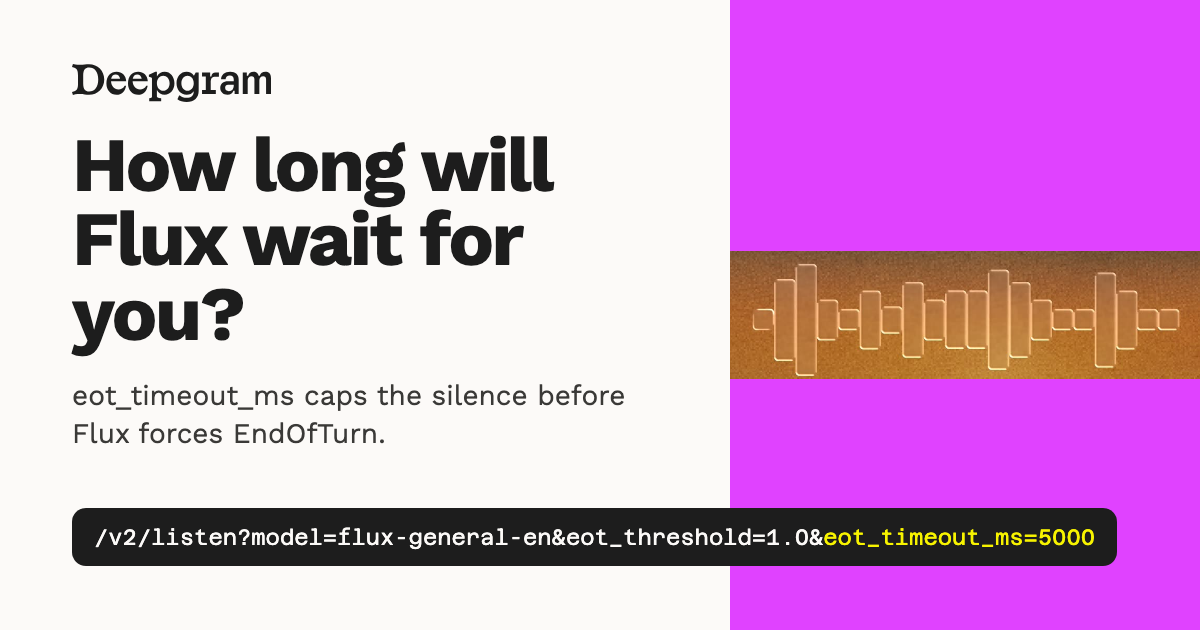 Deepgram
How long will
Flux wait for
you?
eot_timeout_ms caps the silence before
Flux forces EndOfTurn.
/v2/listen?model=flux-general-en&eot_threshold=1.0&eot_timeout_ms=5000